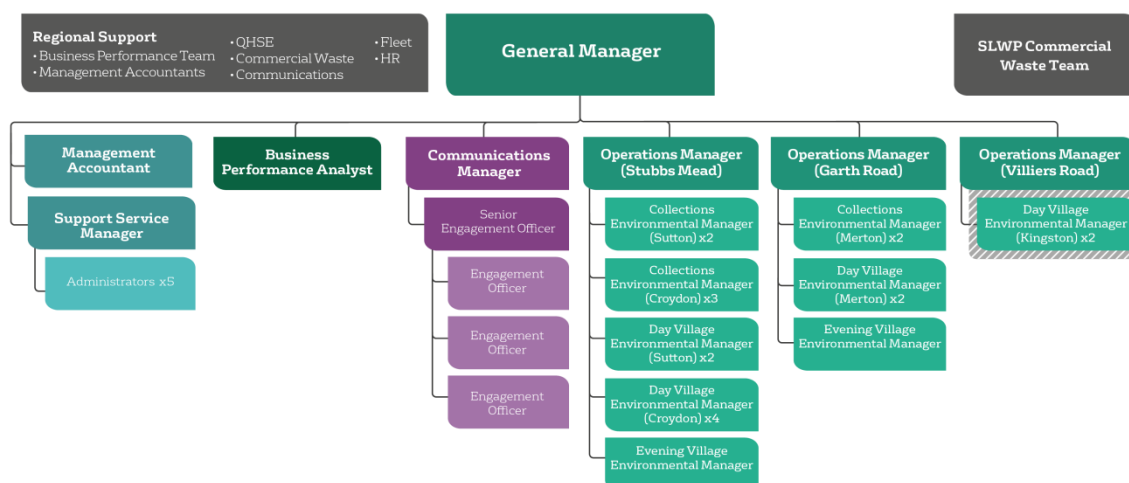 Regional Support
• Business Performance Team
• Management Accountants
• QHSE
• Commercial Waste
• Communications
• Fleet
• HR
General Manager
SLWP Commercial
Waste Team
Management
Accountant
Support Service
Manager
Administrators x5
Business
Performance Analyst
Communications
Manager
Senior
Engagement Officer
Engagement
Officer
Engagement
Officer
Engagement
Officer
Operations Manager
(Stubbs Mead)
Collections
Environmental Manager
(Sutton) x2
Collections
Environmental Manager
(Croydon) x3
Day Village
Environmental Manager
(Sutton) x2
Day Village
Environmental Manager
(Croydon) x4
Evening Village
Environmental Manager
Operations Manager
(Garth Road)
Collections
Environmental Manager
(Merton) x2
Day Village
Environmental Manager
(Merton) x2
Evening Village
Environmental Manager
Operations Manager
(Villiers Road)
Day Village
Environmental Manager
(Kingston) x2